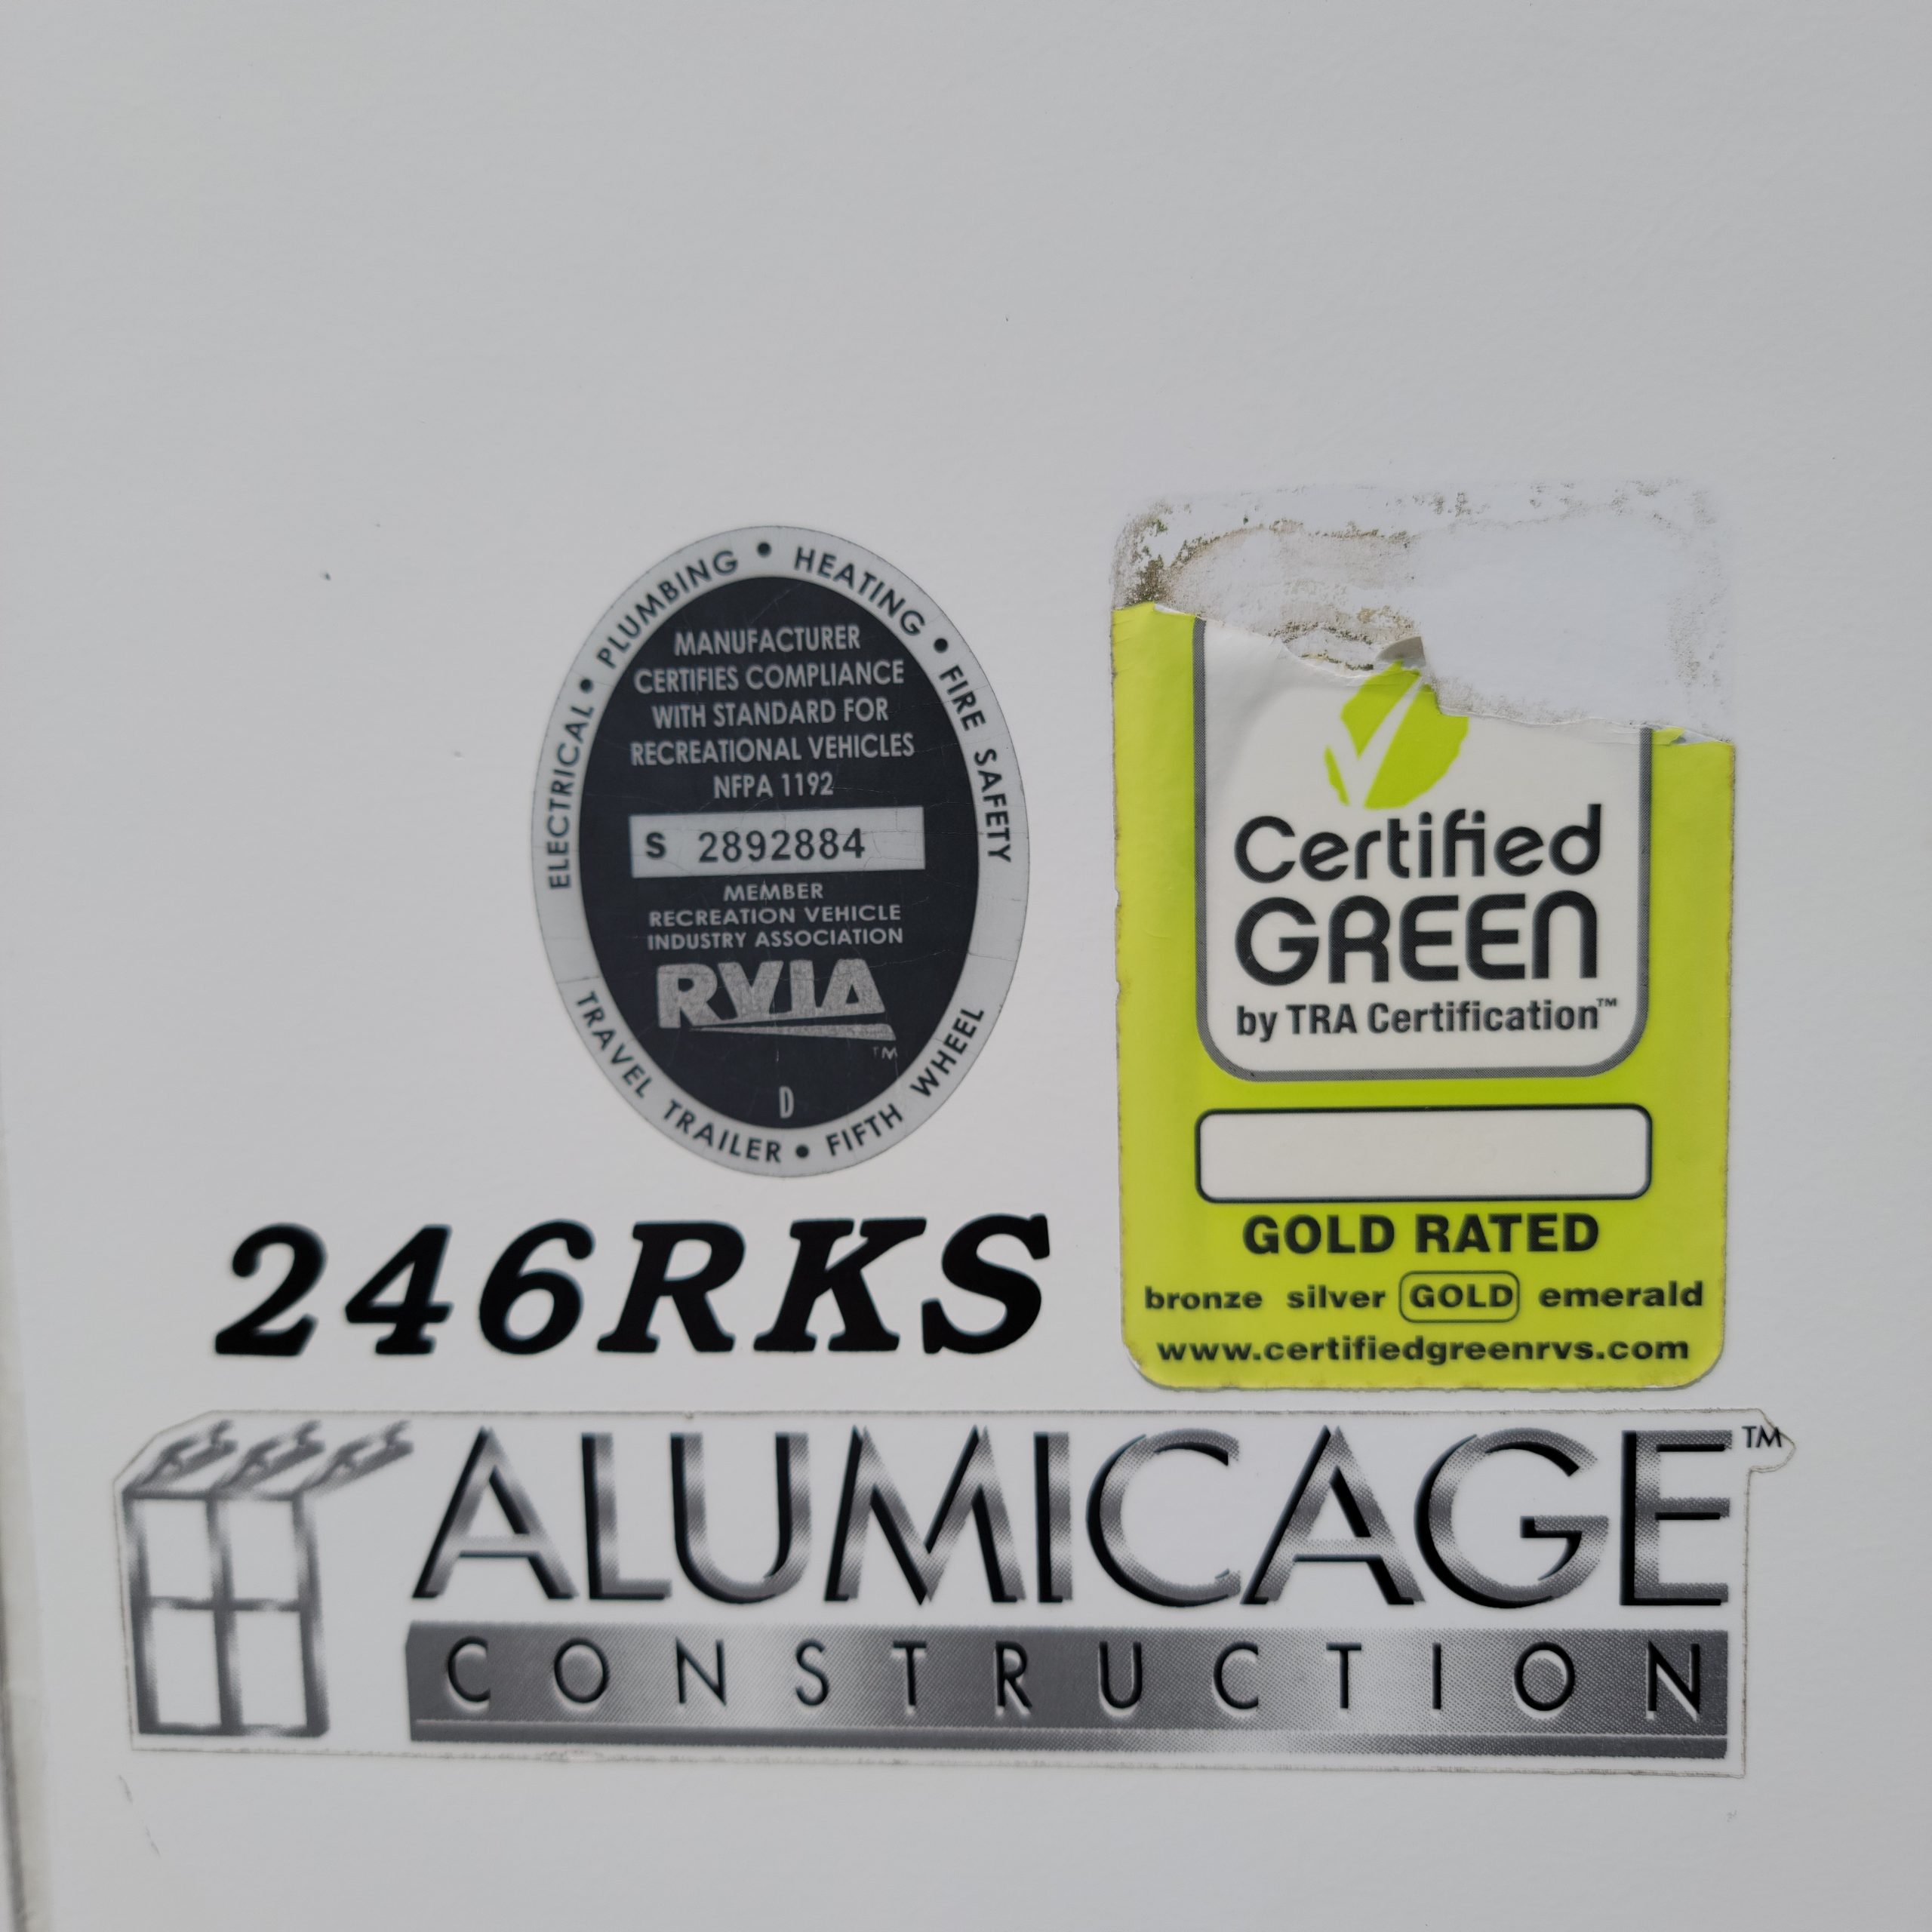 ELECTRICAL • PLUMBING • HEATING • FIRE SAFETY
MANUFACTURER
CERTIFIES COMPLIANCE
WITH STANDARD FOR
RECREATIONAL VEHICLES
NFPA 1192
S 2892884
MEMBER
RECREATION VEHICLE
INDUSTRY ASSOCIATION
RVIA
™
D
TRAVEL TRAILER • FIFTH WHEEL
Certified
GREEN
by TRA Certification™
GOLD RATED
bronze silver GOLD emerald
www.certifiedgreenrvs.com
246RKS
ALUMICAGE™
CONSTRUCTION